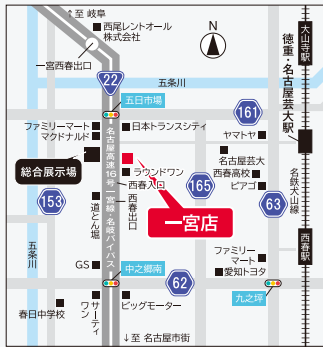 ↑至 岐阜
西尾レントオール
株式会社
N
大山寺駅
一宮西春出口
徳重・名古屋芸大駅
五条川
22
五日市場
161
ファミリーマート
マクドナルド
日本トランスシティ
ヤマトヤ
名古屋高速16号一宮線・名岐バイパス
総合展示場
ラウンドワン
西春入口
名古屋芸大
西春高校
ピアゴ
165
153
道とん堀
西春出口
一宮店
63
名鉄犬山線
西春駅
五条川
GS
中之郷南
62
ファミリー
マート
愛知トヨタ
九之坪
春日中学校
サーティ
ワン
ビッグモーター
↓至 名古屋市街